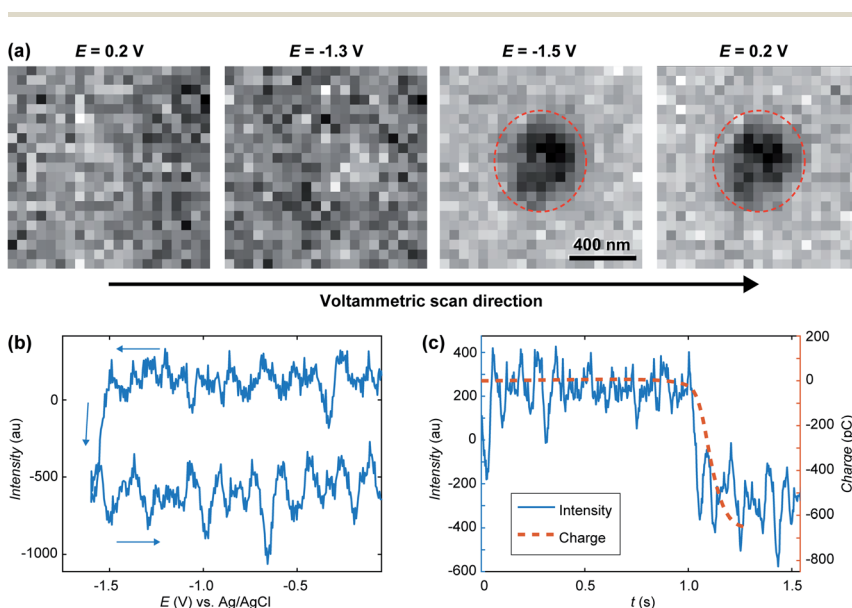 (a)
E = 0.2 V
E = -1.3 V
E = -1.5 V
E = 0.2 V
400 nm
Voltammetric scan direction
(b)
0
-500
-1000
Intensity (au)
-1.5
-1.0
-0.5
E (V) vs. Ag/AgCl
(c)
400
200
0
-200
-400
-600
Intensity (au)
Intensity
Charge
200
0
-200
-400
-600
-800
Charge (pC)
0
0.5
1.0
1.5
t (s)